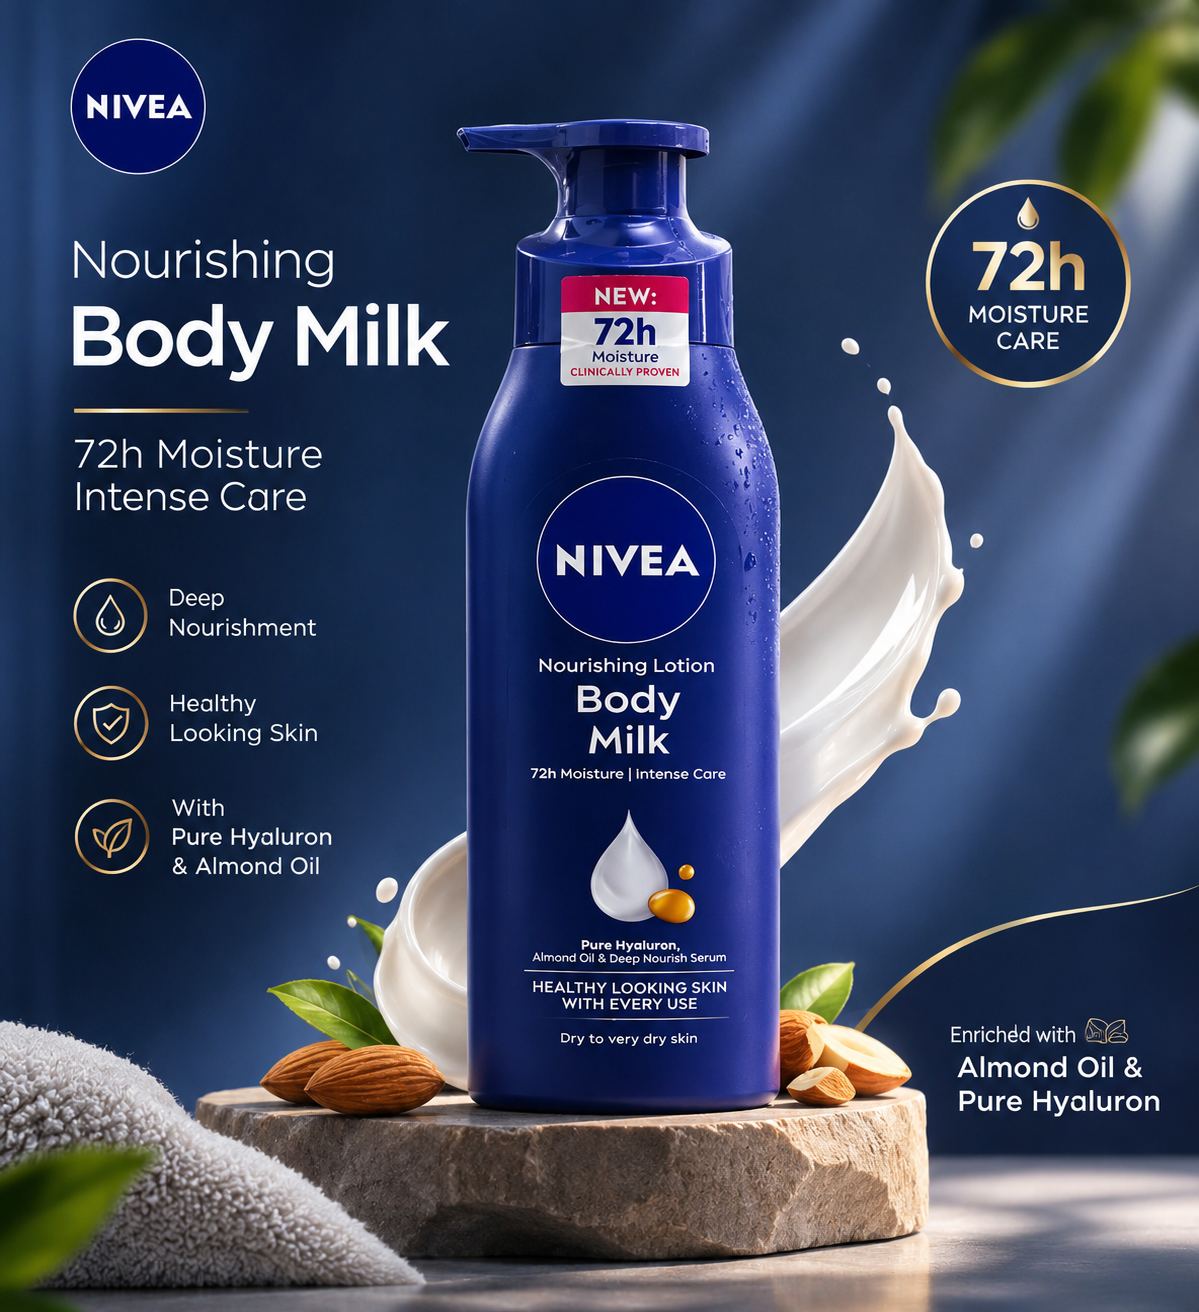 NIVEA
Nourishing
Body Milk
72h Moisture
Intense Care
Deep
Nourishment
Healthy
Looking Skin
With
Pure Hyaluron
& Almond Oil
NEW:
72h
Moisture
CLINICALLY PROVEN
NIVEA
Nourishing Lotion
Body
Milk
72h Moisture | Intense Care
Pure Hyaluron,
Almond Oil & Deep Nourish Serum
HEALTHY LOOKING SKIN
WITH EVERY USE
Dry to very dry skin
72h
MOISTURE
CARE
Enriched with
Almond Oil &
Pure Hyaluron